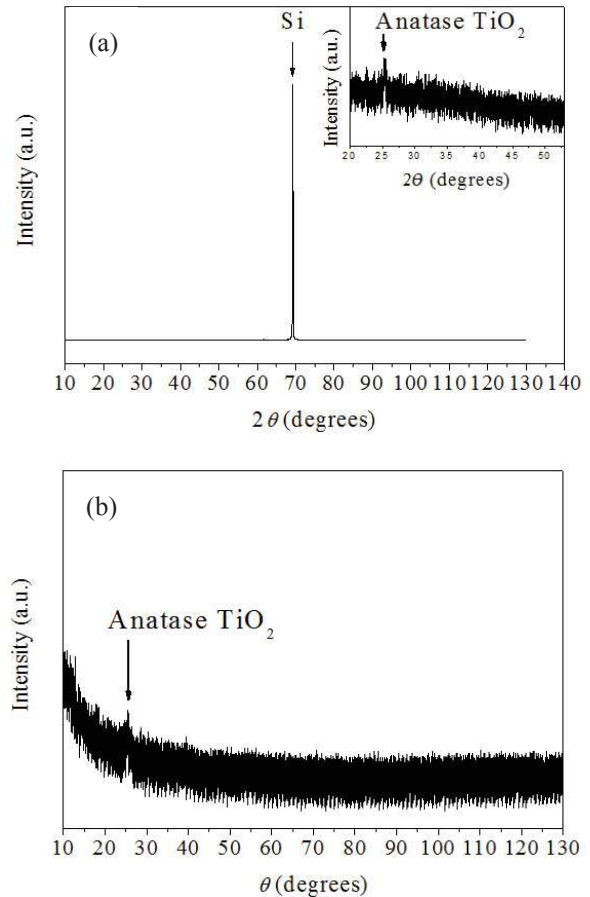 (a)
Si
Anatase TiO₂
Intensity (a.u.)
20 25 30 35 40 45 50
2θ (degrees)
Intensity (a.u.)
10 20 30 40 50 60 70 80 90 100 110 120 130 140
2θ (degrees)
(b)
Anatase TiO₂
Intensity (a.u.)
10 20 30 40 50 60 70 80 90 100 110 120 130
θ (degrees)